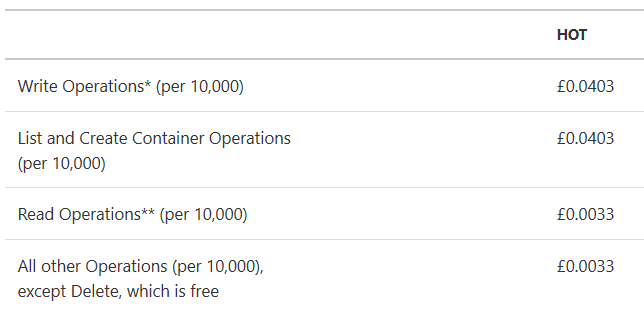 HOT
Write Operations* (per 10,000) £0.0403
List and Create Container Operations £0.0403
(per 10,000)
Read Operations** (per 10,000) £0.0033
All other Operations (per 10,000), £0.0033
except Delete, which is free